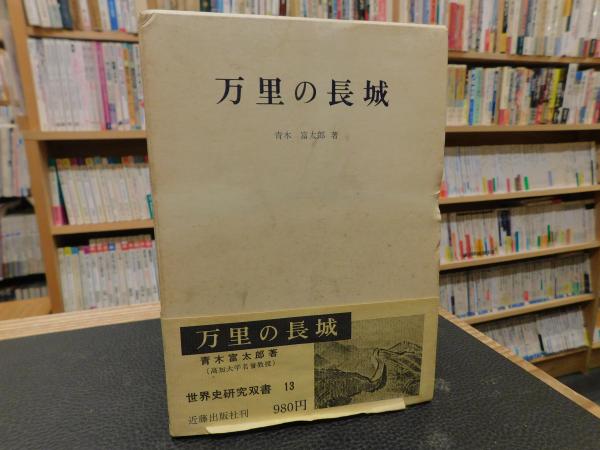 万里の長城
青木 富太郎 著
万里の長城
青木富太郎著
(高知大学名誉教授)
世界史研究双書 13
近藤出版社刊 980円